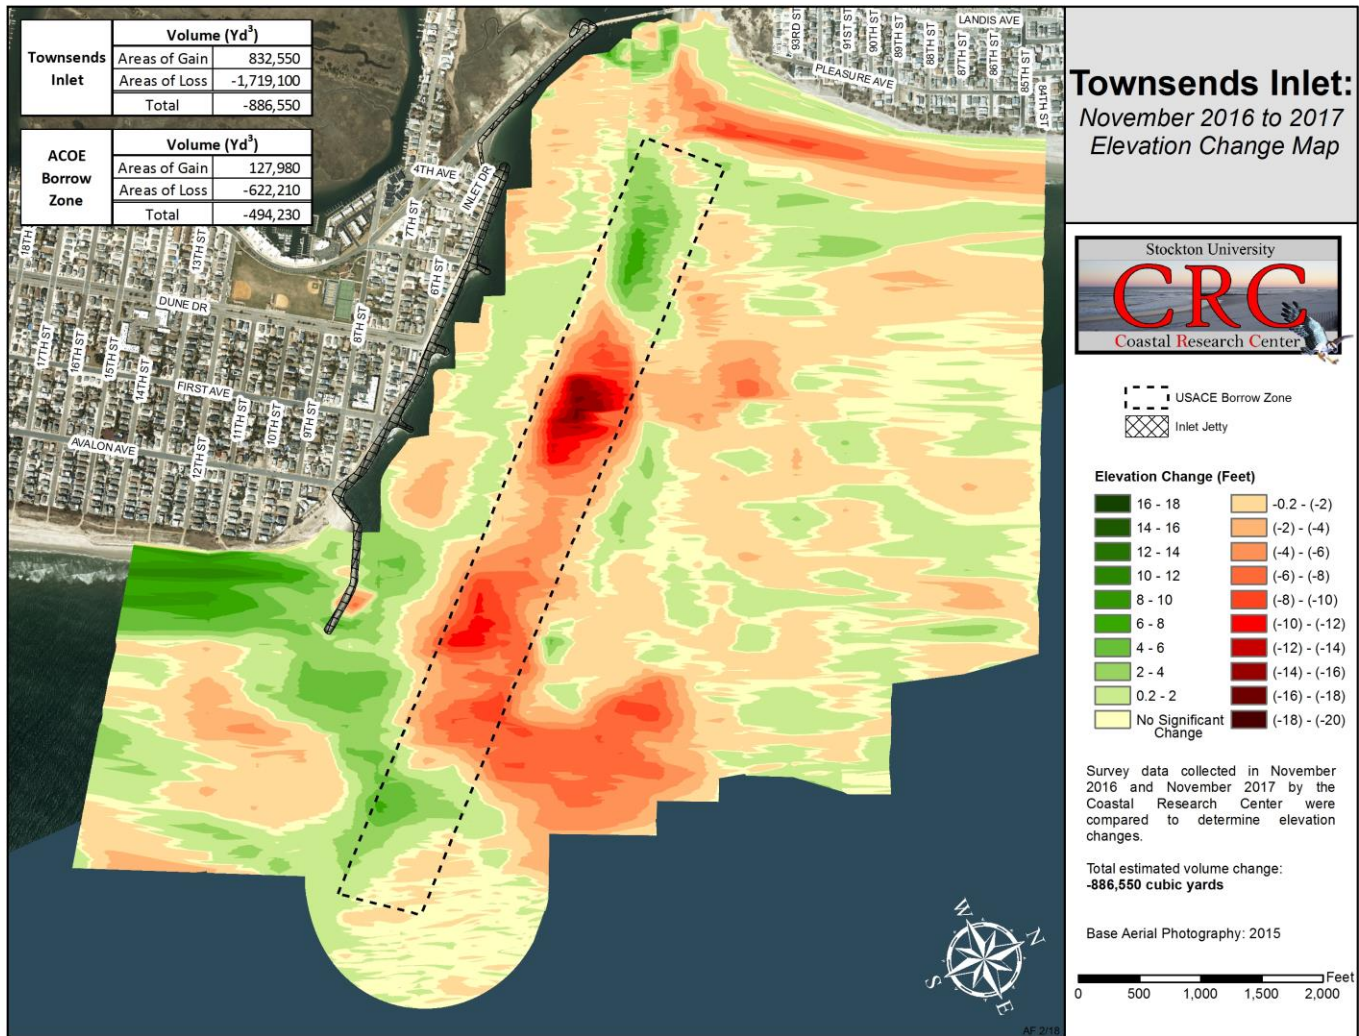 Volume (Yd³)
Townsends Inlet
Areas of Gain 832,550
Areas of Loss -1,719,100
Total -886,550
Volume (Yd³)
ACOE Borrow Zone
Areas of Gain 127,980
Areas of Loss -622,210
Total -494,230
LANDIS AVE
93RD ST
91ST ST
90TH ST
89TH ST
88TH ST
87TH ST
86TH ST
85TH ST
84TH ST
PLEASURE AVE
4TH AVE
INLET DR
7TH ST
6TH ST
18TH ST
13TH ST
DUNE DR
8TH ST
17TH ST
16TH ST
15TH ST
14TH ST
FIRST AVE
11TH ST
10TH ST
9TH ST
AVALON AVE
12TH ST
W
N
S
E
AF 2/18
Townsends Inlet:
November 2016 to 2017
Elevation Change Map
Stockton University
CRC
Coastal Research Center
USACE Borrow Zone
Inlet Jetty
Elevation Change (Feet)
16 - 18
14 - 16
12 - 14
10 - 12
8 - 10
6 - 8
4 - 6
2 - 4
0.2 - 2
No Significant
Change
-0.2 - (-2)
(-2) - (-4)
(-4) - (-6)
(-6) - (-8)
(-8) - (-10)
(-10) - (-12)
(-12) - (-14)
(-14) - (-16)
(-16) - (-18)
(-18) - (-20)
Survey data collected in November
2016 and November 2017 by the
Coastal Research Center were
compared to determine elevation
changes.
Total estimated volume change:
-886,550 cubic yards
Base Aerial Photography: 2015
Feet
0 500 1,000 1,500 2,000